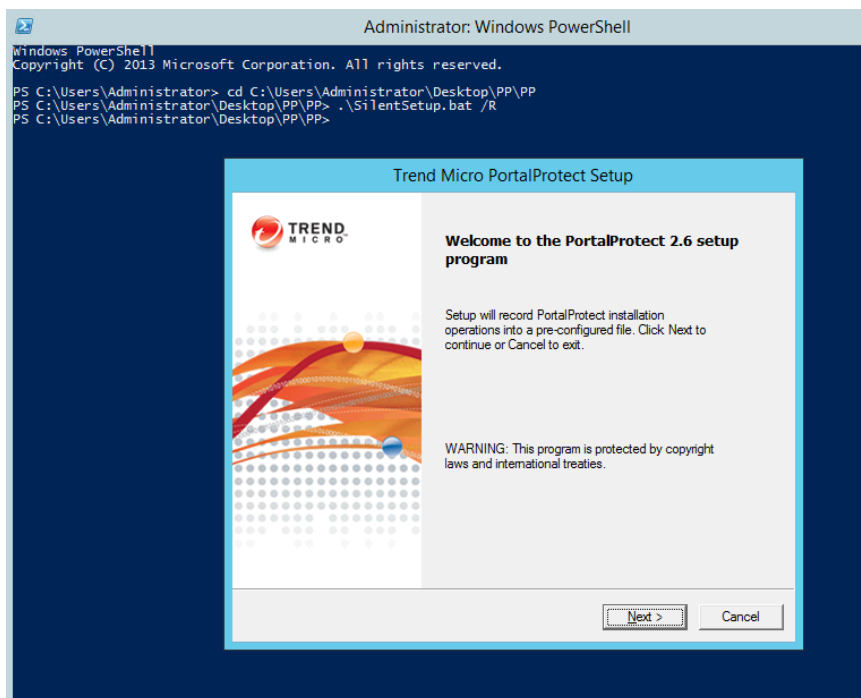 Administrator: Windows PowerShell
Windows PowerShell
Copyright (C) 2013 Microsoft Corporation. All rights reserved.
PS C:\Users\Administrator> cd C:\Users\Administrator\Desktop\PP\PP
PS C:\Users\Administrator\Desktop\PP\PP> .\SilentSetup.bat /R
PS C:\Users\Administrator\Desktop\PP\PP>
Trend Micro PortalProtect Setup
TREND
MICRO
Welcome to the PortalProtect 2.6 setup
program
Setup will record PortalProtect installation
operations into a pre-configured file. Click Next to
continue or Cancel to exit.
WARNING: This program is protected by copyright
laws and international treaties.
Next >
Cancel